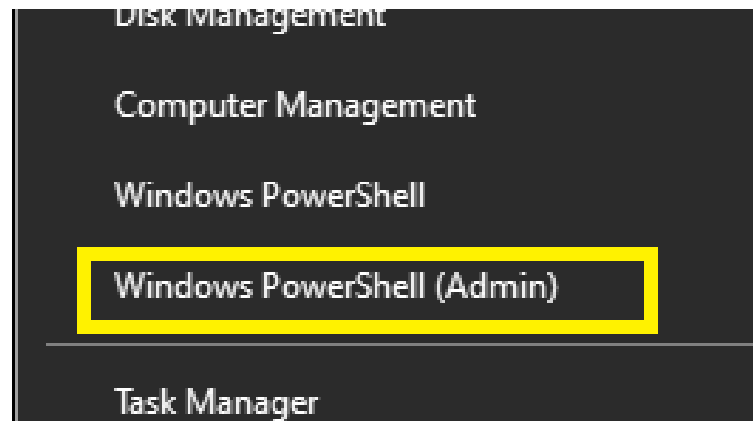 Disk Management
Computer Management
Windows PowerShell
Windows PowerShell (Admin)
Task Manager